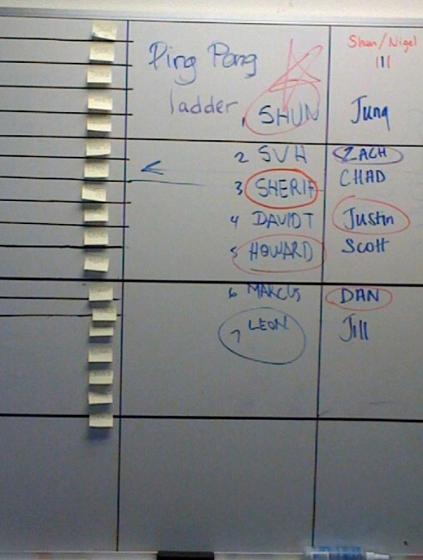 Ping Pong
ladder
1 SHUN
2 SVH
3 SHERIF
4 DAVIDT
5 HOWARD
6 MARCUS
7 LEON
Shun/Nigel
III
Jung
ZACH
CHAD
Justin
Scott
DAN
Jill